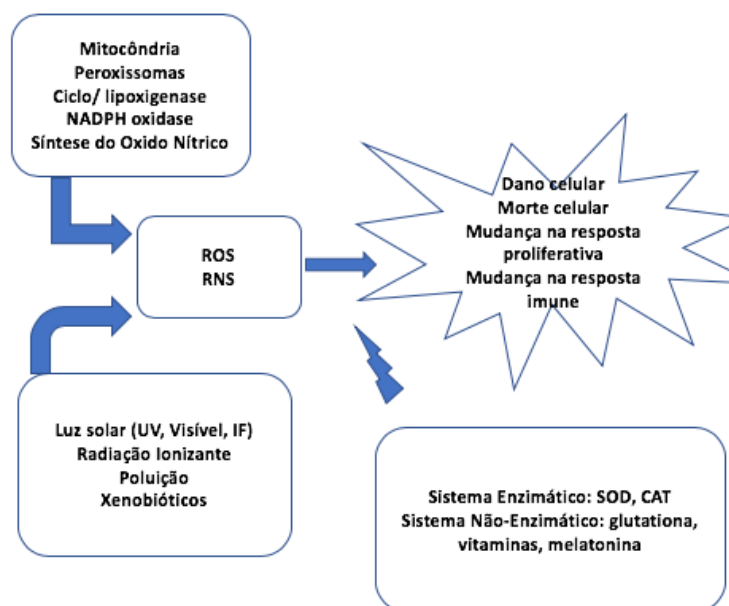 Mitocôndria
Peroxissomas
Ciclo/ lipoxigenase
NADPH oxidase
Síntese do Oxido Nítrico
Dano celular
Morte celular
Mudança na resposta
proliferativa
Mudança na resposta
imune
ROS
RNS
Luz solar (UV, Visível, IF)
Radiação Ionizante
Poluição
Xenobióticos
Sistema Enzimático: SOD, CAT
Sistema Não-Enzimático: glutationa,
vitaminas, melatonina